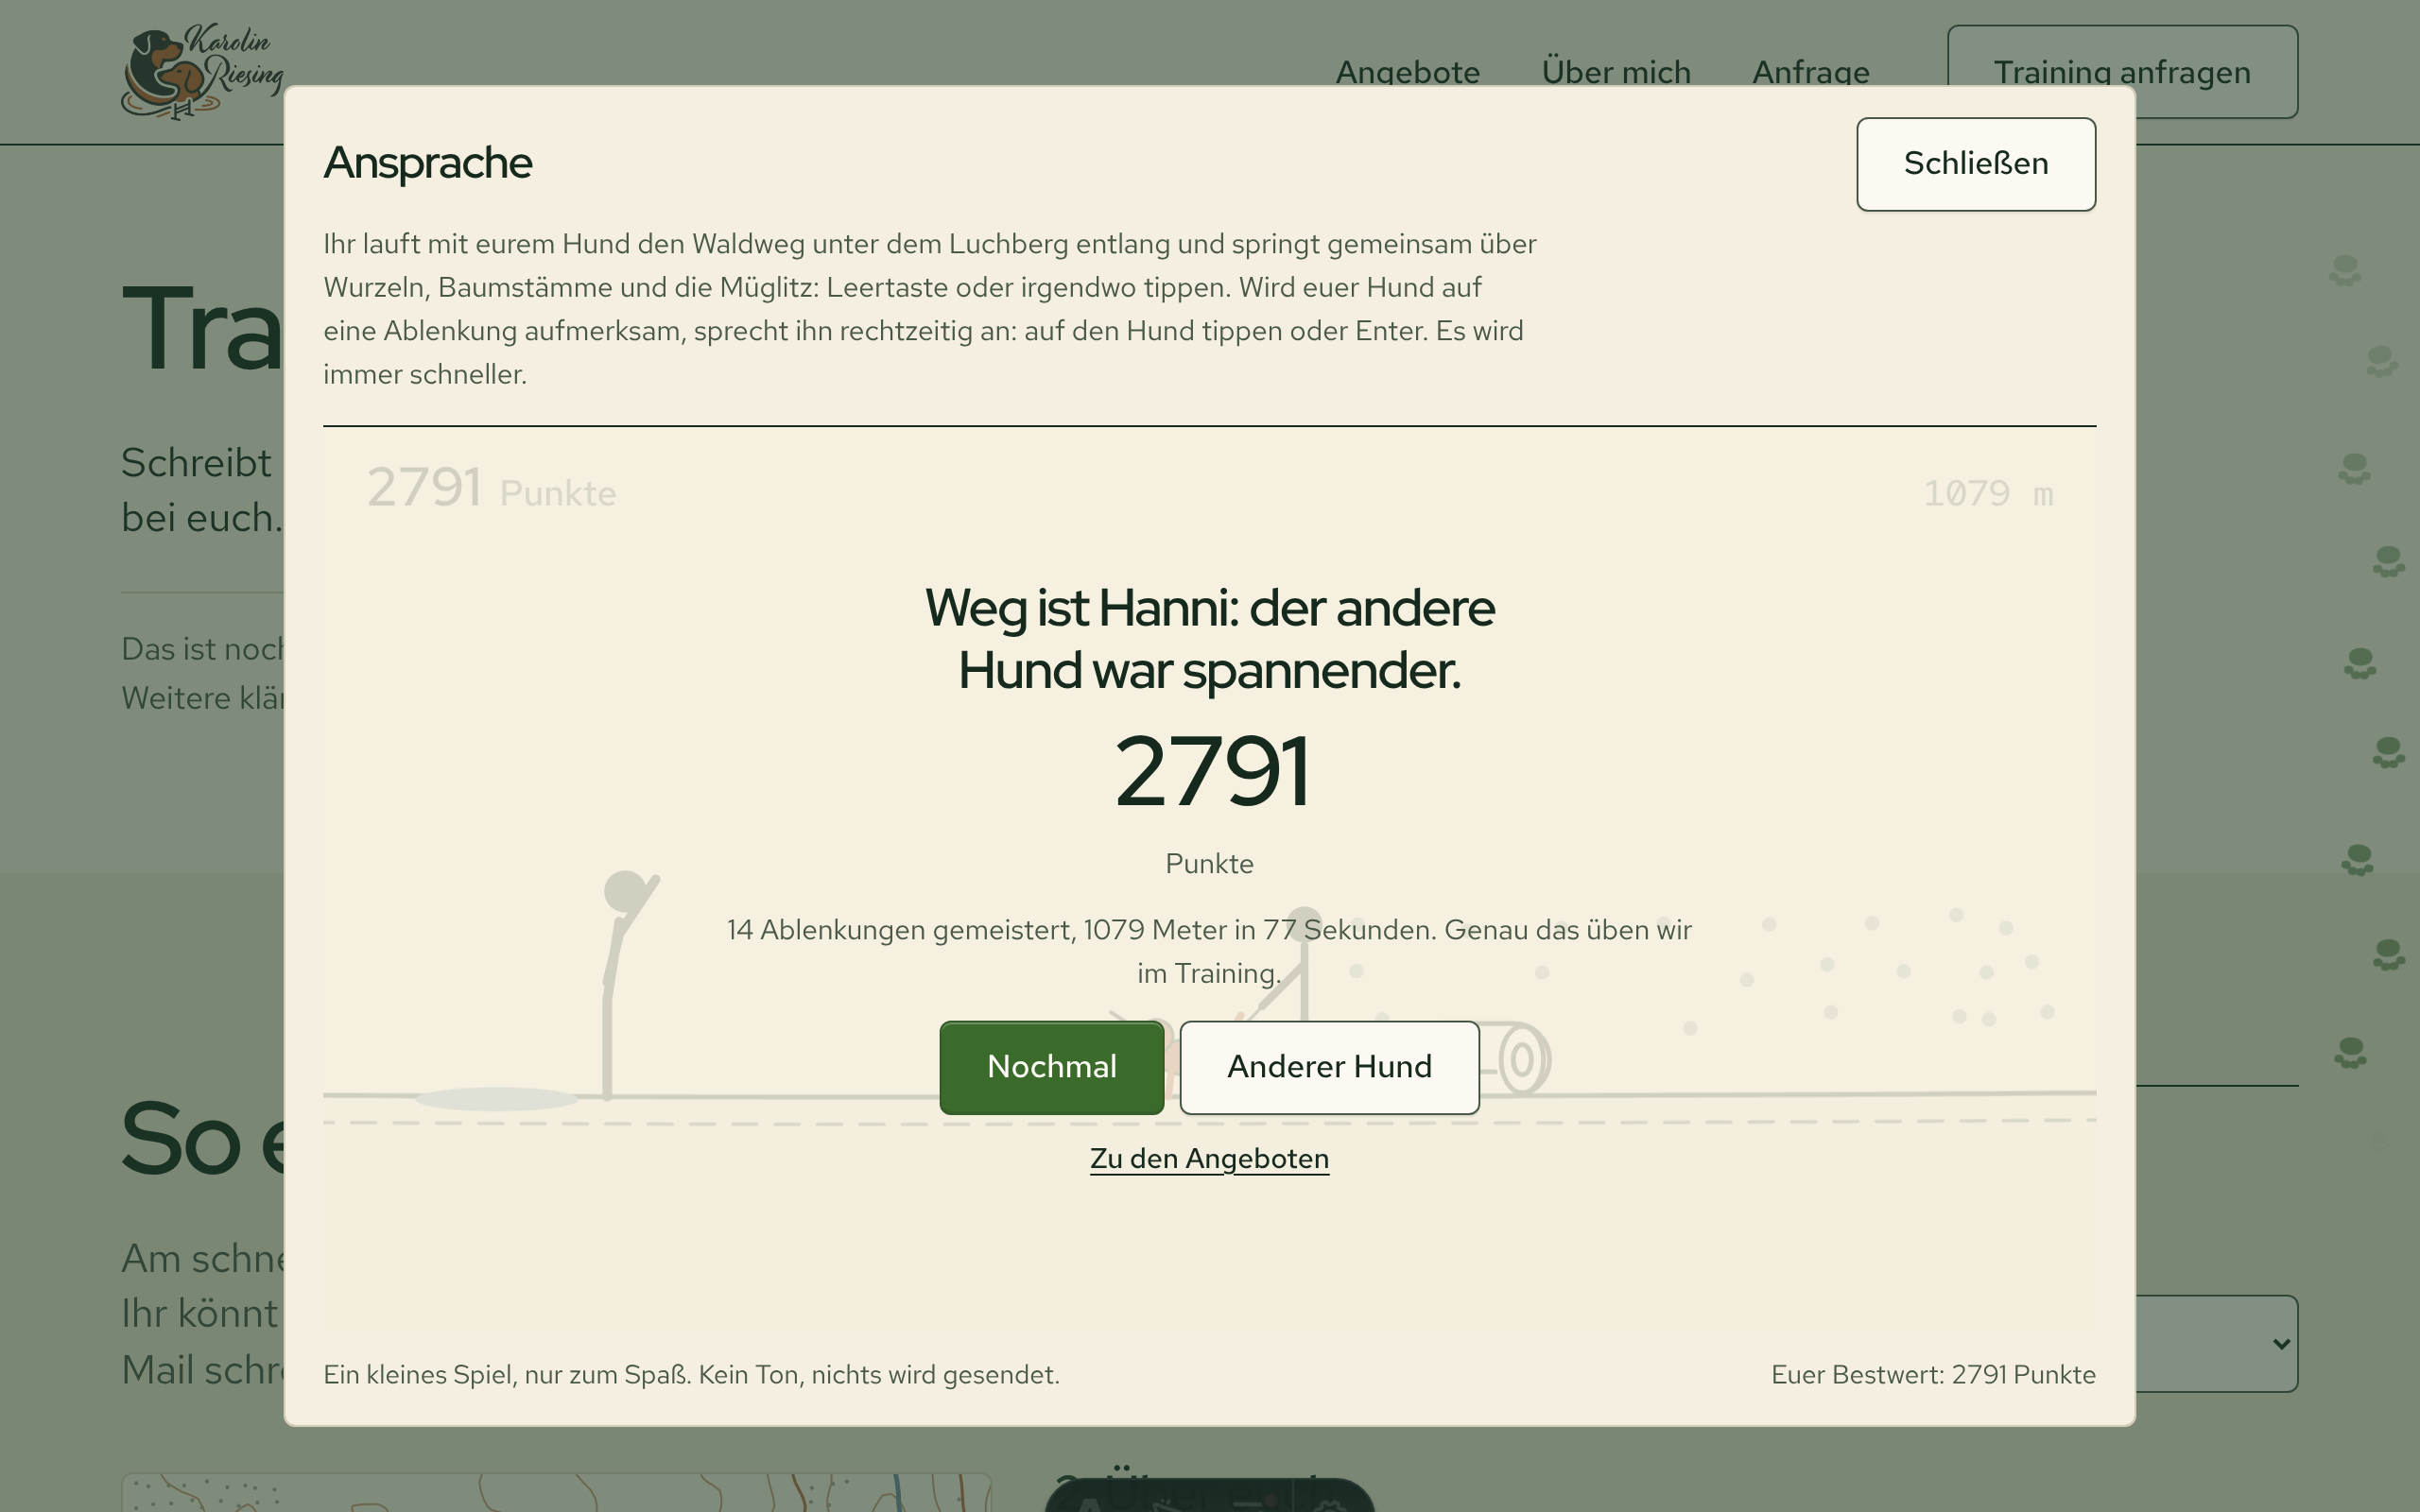 Karolin
Riesing
Angebote Über mich Anfrage Training anfragen
Ansprache
Schließen
Ihr lauft mit eurem Hund den Waldweg unter dem Luchberg entlang und springt gemeinsam über
Wurzeln, Baumstämme und die Müglitz: Leertaste oder irgendwo tippen. Wird euer Hund auf
eine Ablenkung aufmerksam, sprecht ihn rechtzeitig an: auf den Hund tippen oder Enter. Es wird
immer schneller.
Tra
Schreibt
bei euch.
Das ist noch
Weitere klär
2791 Punkte
1079 m
Weg ist Hanni: der andere
Hund war spannender.
2791
Punkte
14 Ablenkungen gemeistert, 1079 Meter in 77 Sekunden. Genau das üben wir
im Training.
Nochmal
Anderer Hund
Zu den Angeboten
So e
Am schne
Ihr könnt
Mail schre
Ein kleines Spiel, nur zum Spaß. Kein Ton, nichts wird gesendet.
Euer Bestwert: 2791 Punkte